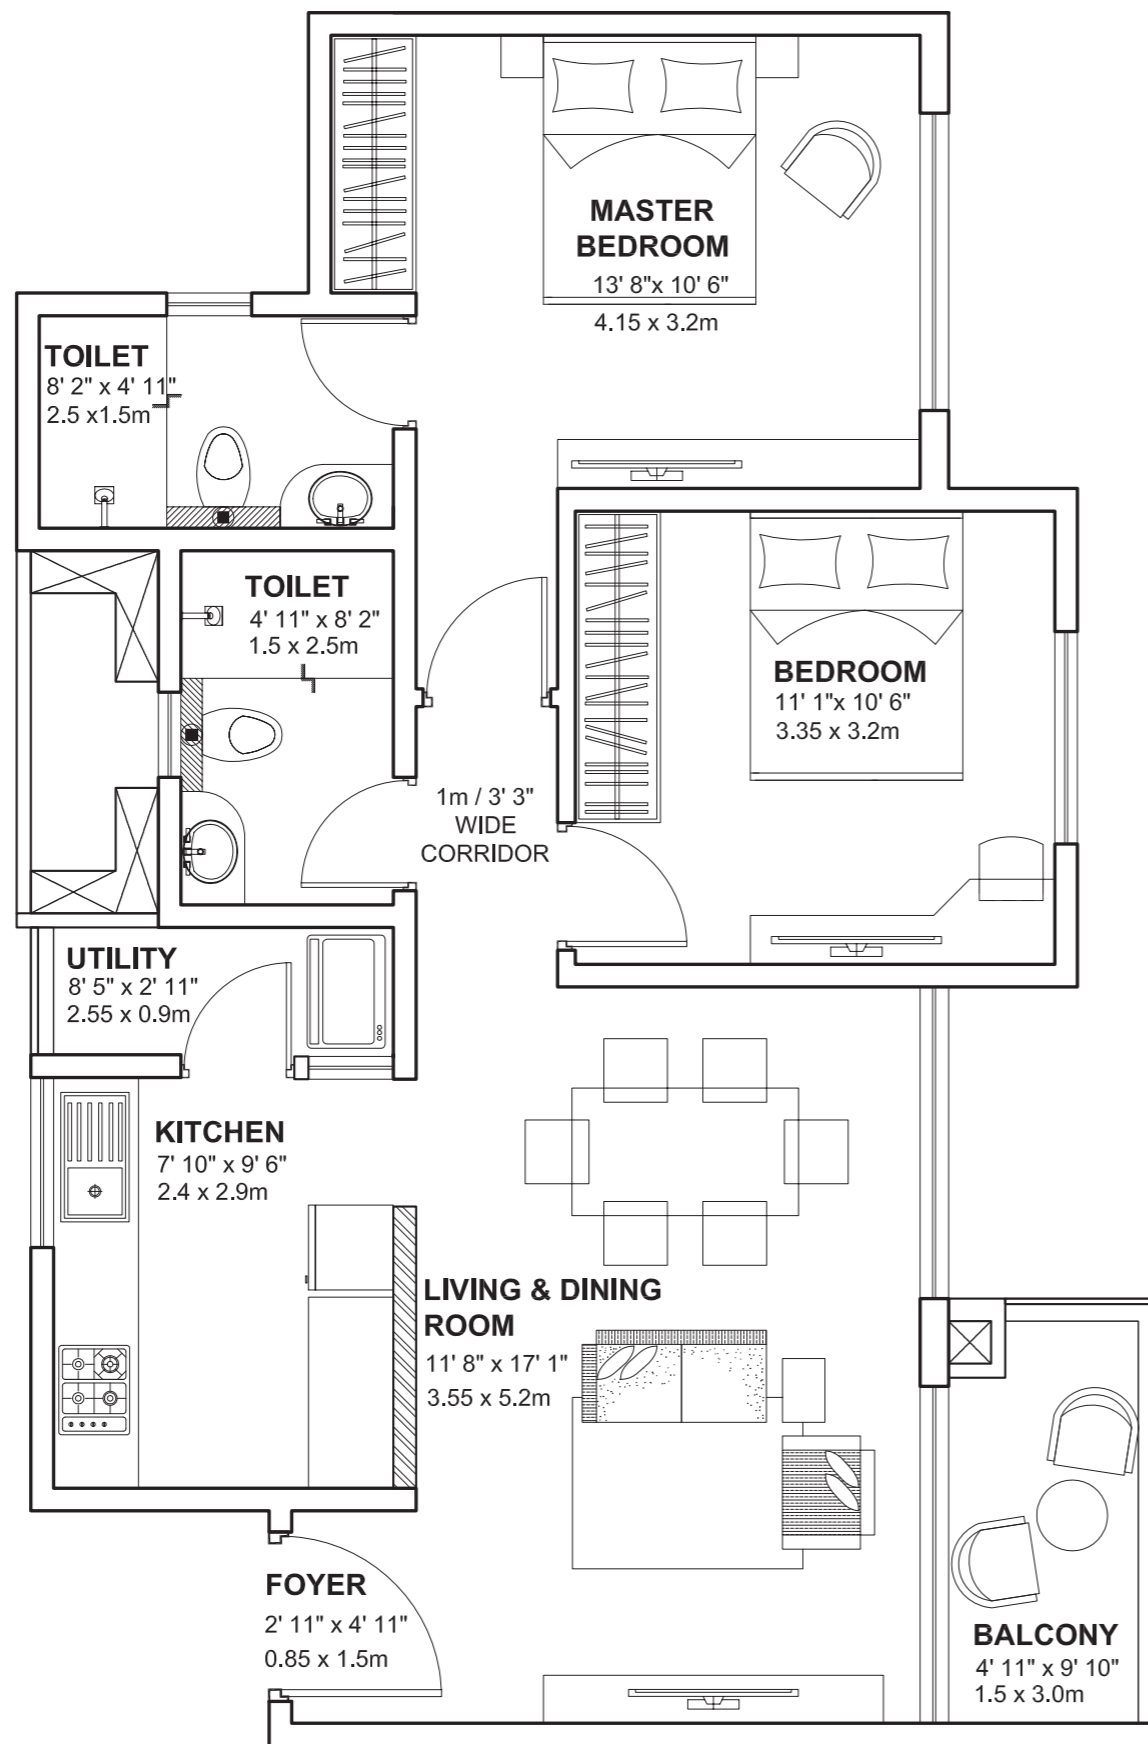 MASTER
BEDROOM
13' 8"x 10' 6"
4.15 x 3.2m
TOILET
8' 2" x 4' 11"
2.5 x1.5m
TOILET
4' 11" x 8' 2"
1.5 x 2.5m
BEDROOM
11' 1"x 10' 6"
3.35 x 3.2m
1m / 3' 3"
WIDE
CORRIDOR
UTILITY
8' 5" x 2' 11"
2.55 x 0.9m
KITCHEN
7' 10" x 9' 6"
2.4 x 2.9m
LIVING & DINING
ROOM
11' 8" x 17' 1"
3.55 x 5.2m
FOYER
2' 11" x 4' 11"
0.85 x 1.5m
BALCONY
4' 11" x 9' 10"
1.5 x 3.0m